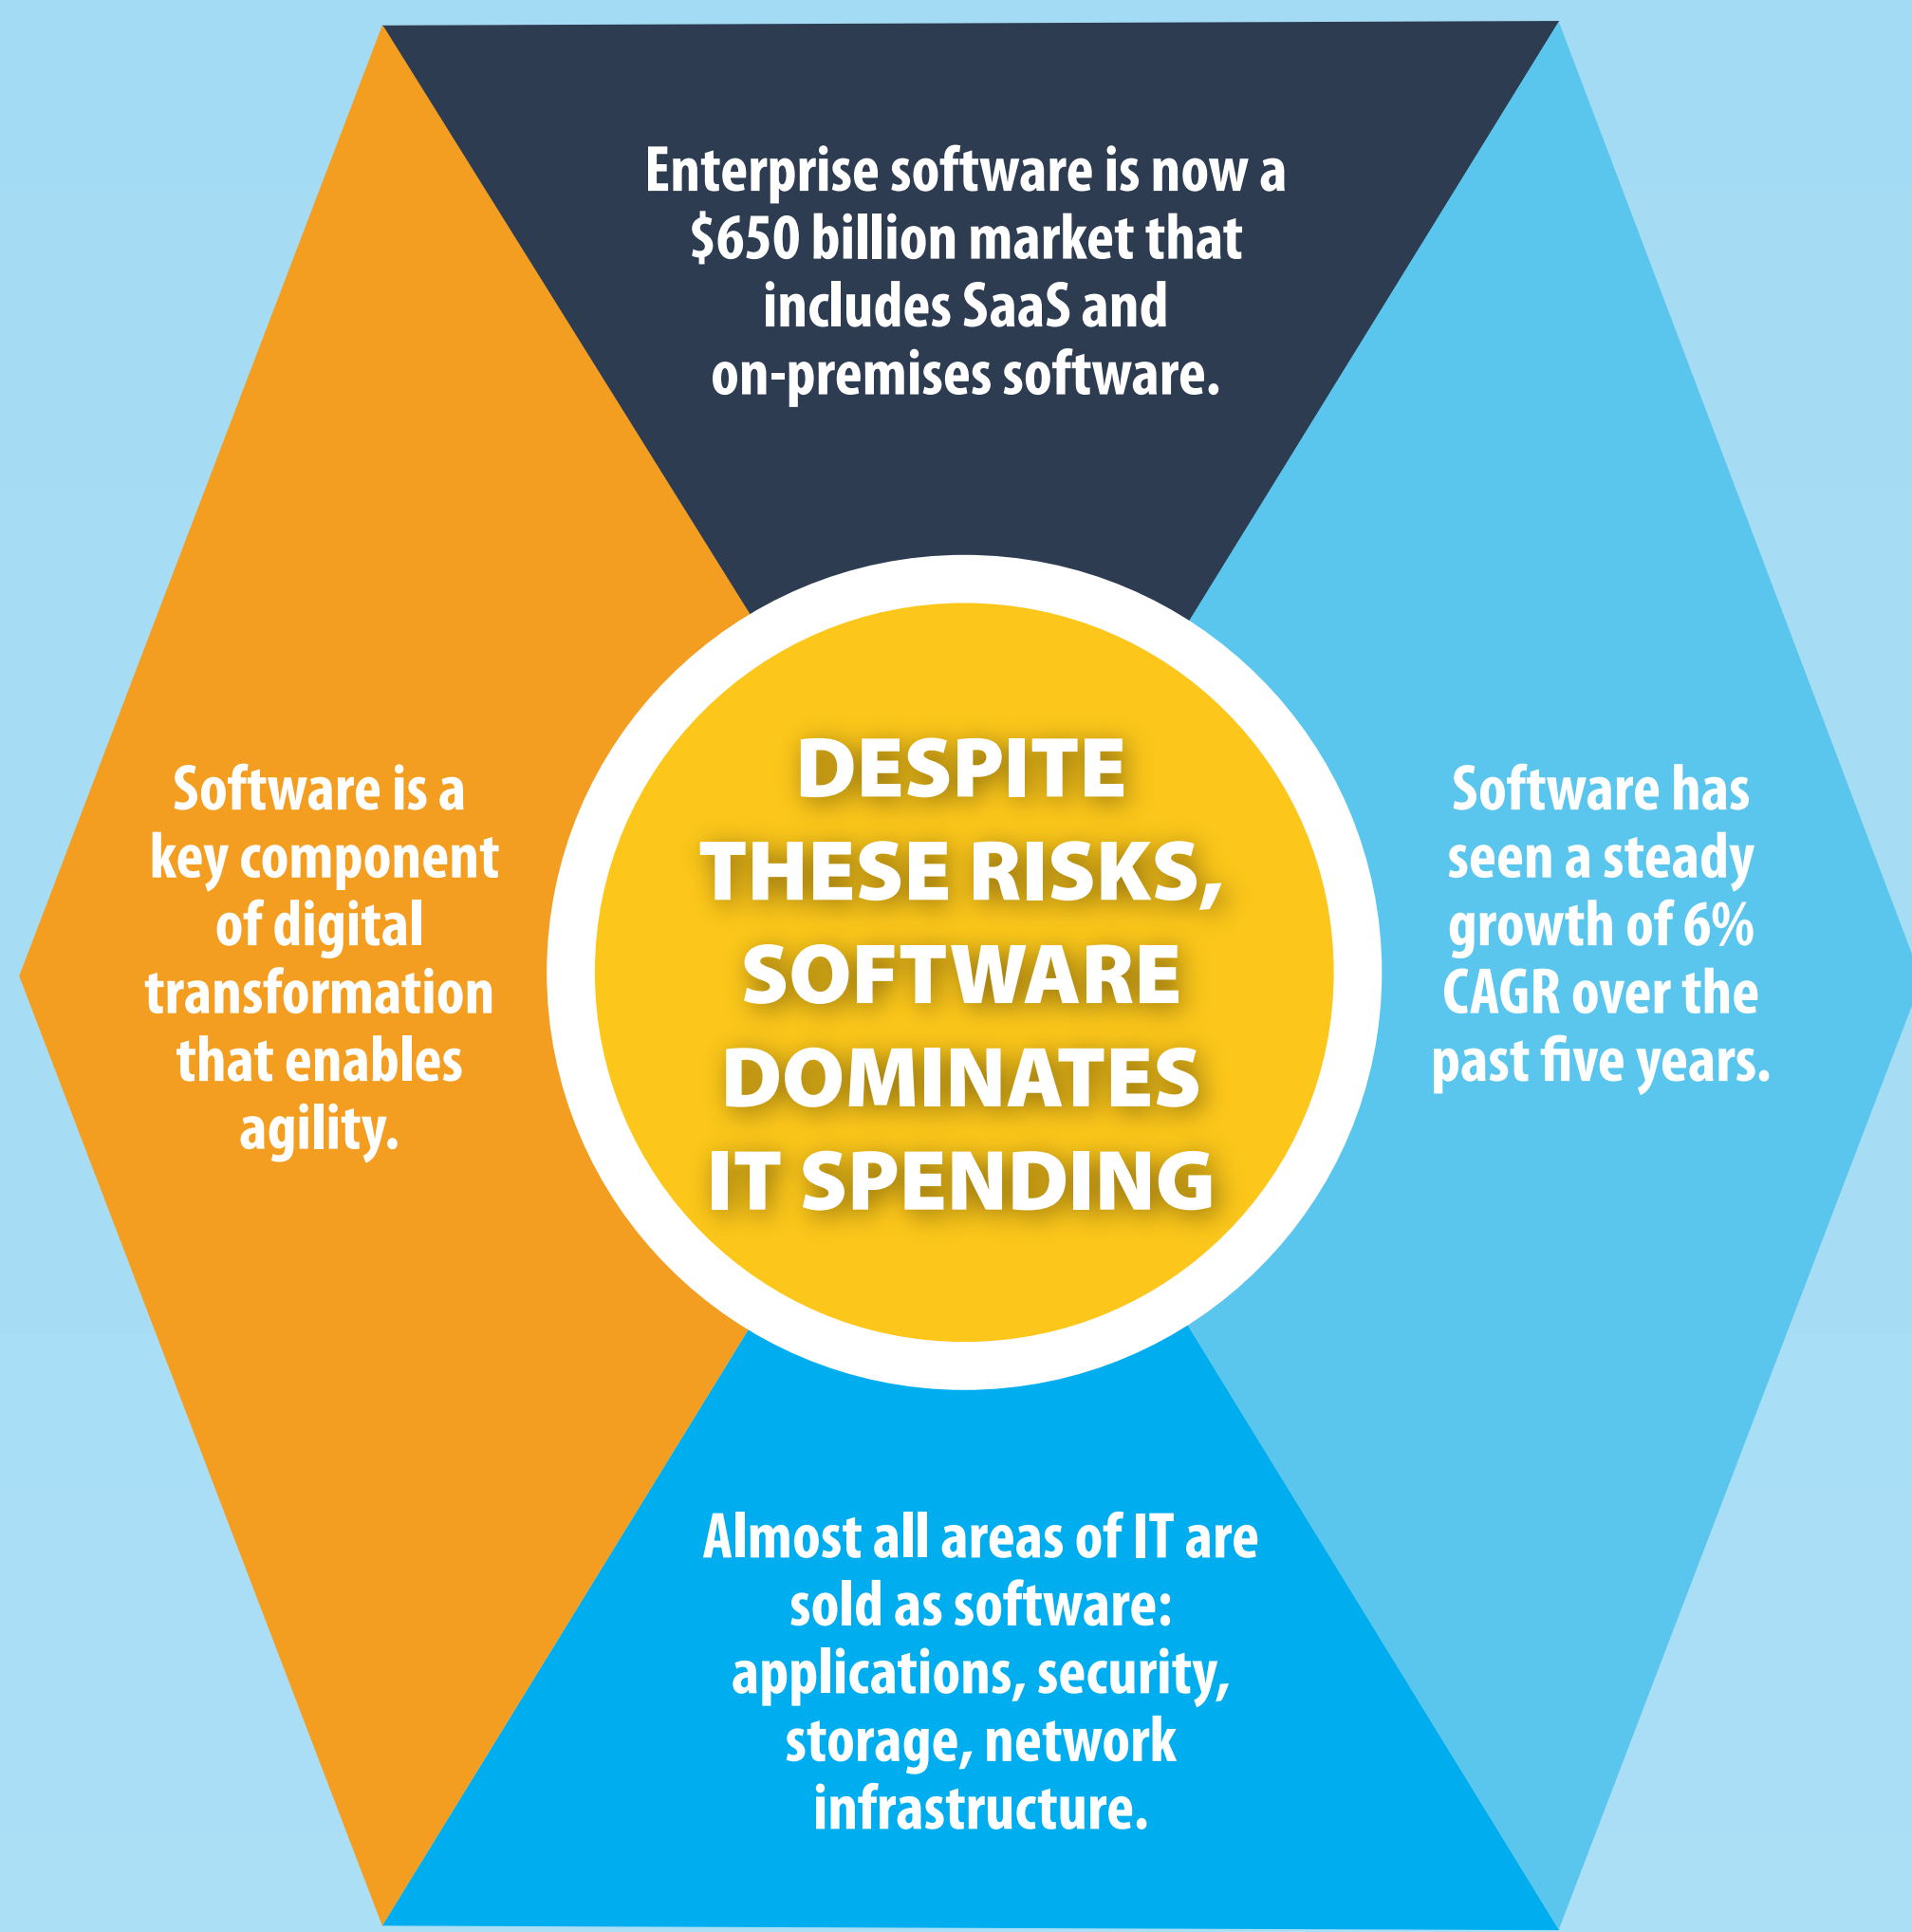 Enterprise software is now a
$650 billion market that
includes SaaS and
on-premises software.
Software is a
key component
of digital
transformation
that enables
agility.
DESPITE
THESE RISKS,
SOFTWARE
DOMINATES
IT SPENDING
Software has
seen a steady
growth of 6%
CAGR over the
past five years.
Almost all areas of IT are
sold as software:
applications, security,
storage, network
infrastructure.